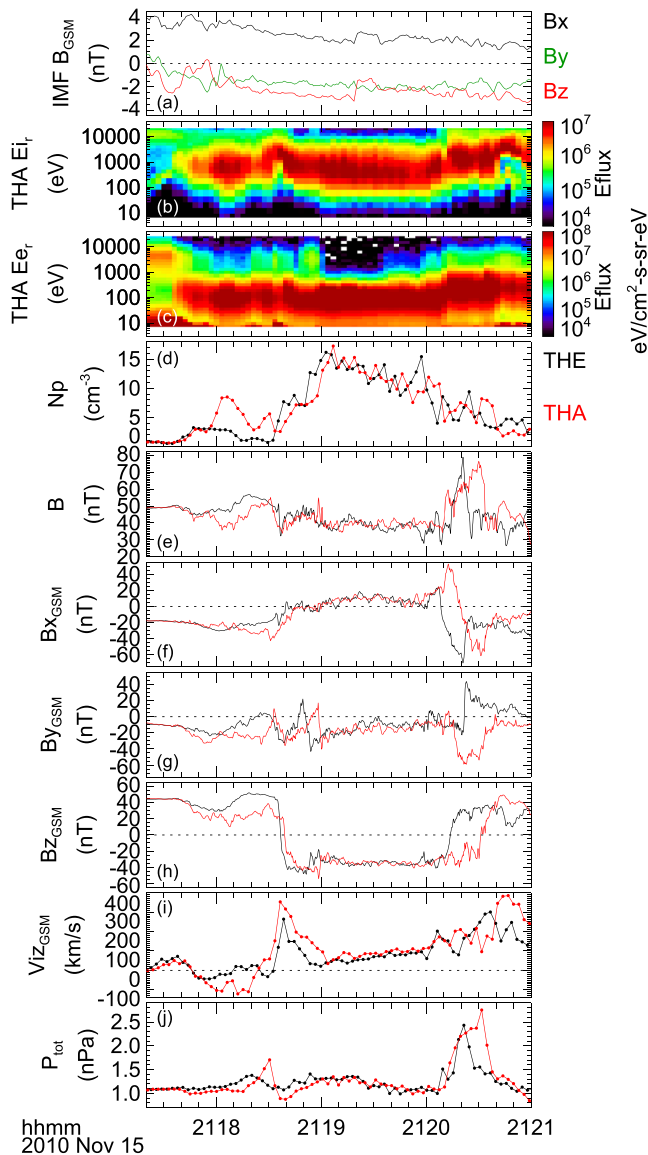 4
2
0
-2
-4
IMF B_GSM
(nT)
(a)
Bx
By
Bz
10000
1000
100
10
THA Ei_r
(eV)
(b)
10^7
10^6
10^5
10^4
Eflux
10000
1000
100
10
THA Ee_r
(eV)
(c)
10^8
10^7
10^6
10^5
10^4
Eflux
eV/cm^2-s-sr-eV
15
10
5
0
Np
(cm^-3)
(d)
THE
THA
80
70
60
50
40
30
20
B
(nT)
(e)
40
20
0
-20
-40
-60
Bx_GSM
(nT)
(f)
40
20
0
-20
-40
-60
By_GSM
(nT)
(g)
60
40
20
0
-20
-40
-60
Bz_GSM
(nT)
(h)
400
300
200
100
0
-100
Viz_GSM
(km/s)
(i)
2.5
2.0
1.5
1.0
P_tot
(nPa)
(j)
hhmm 2118 2119 2120 2121
2010 Nov 15